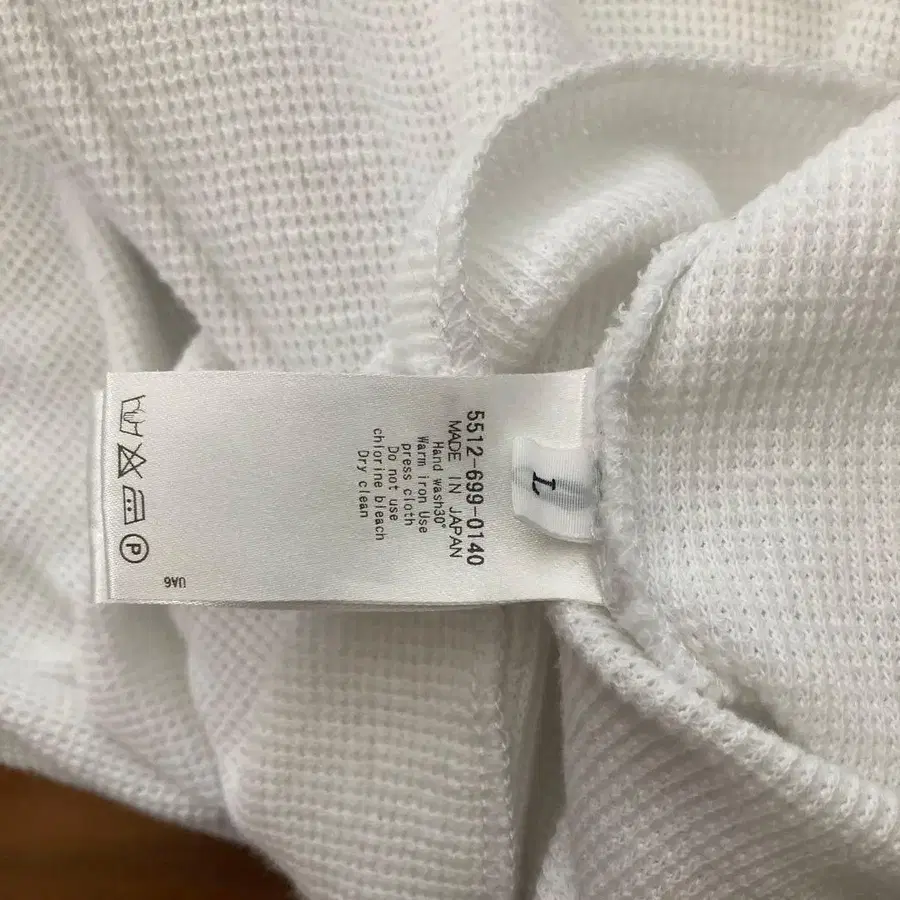 5512-699-0140
MADE IN JAPAN
Hand wash30°
Warm iron Use
press cloth
Do not use
chlorine bleach
Dry clean
L
P
UA6